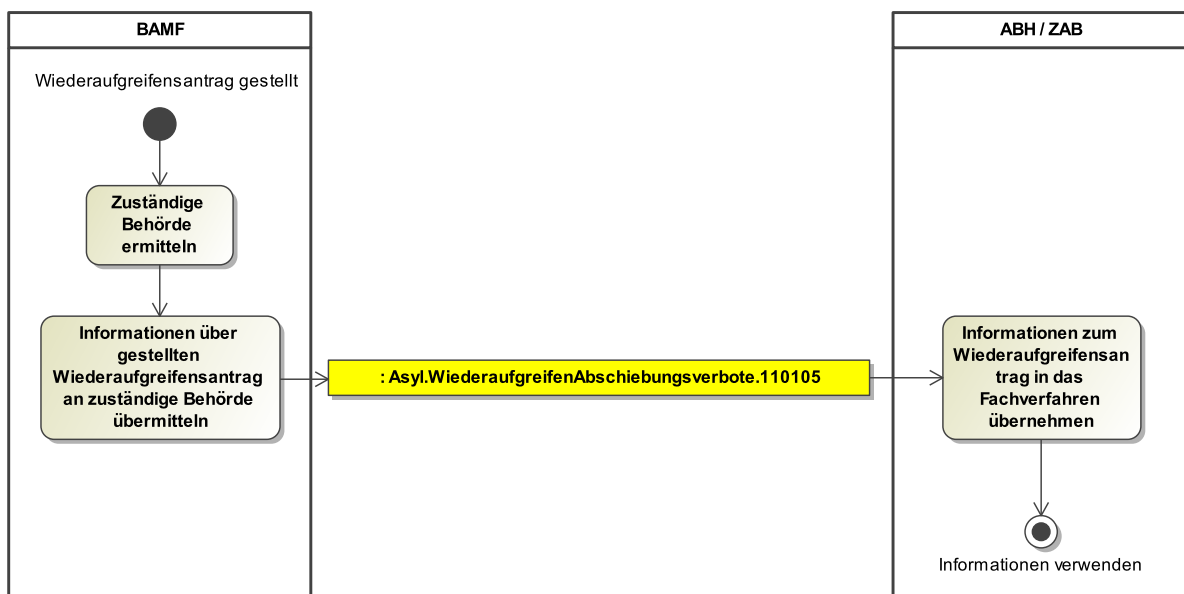 BAMF
ABH / ZAB
Wiederaufgreifensantrag gestellt
Zuständige
Behörde
ermitteln
Informationen über
gestellten
Wiederaufgreifensantrag
an zuständige Behörde
übermitteln
: Asyl.WiederaufgreifenAbschiebungsverbote.110105
Informationen zum
Wiederaufgreifensan
trag in das
Fachverfahren
übernehmen
Informationen verwenden